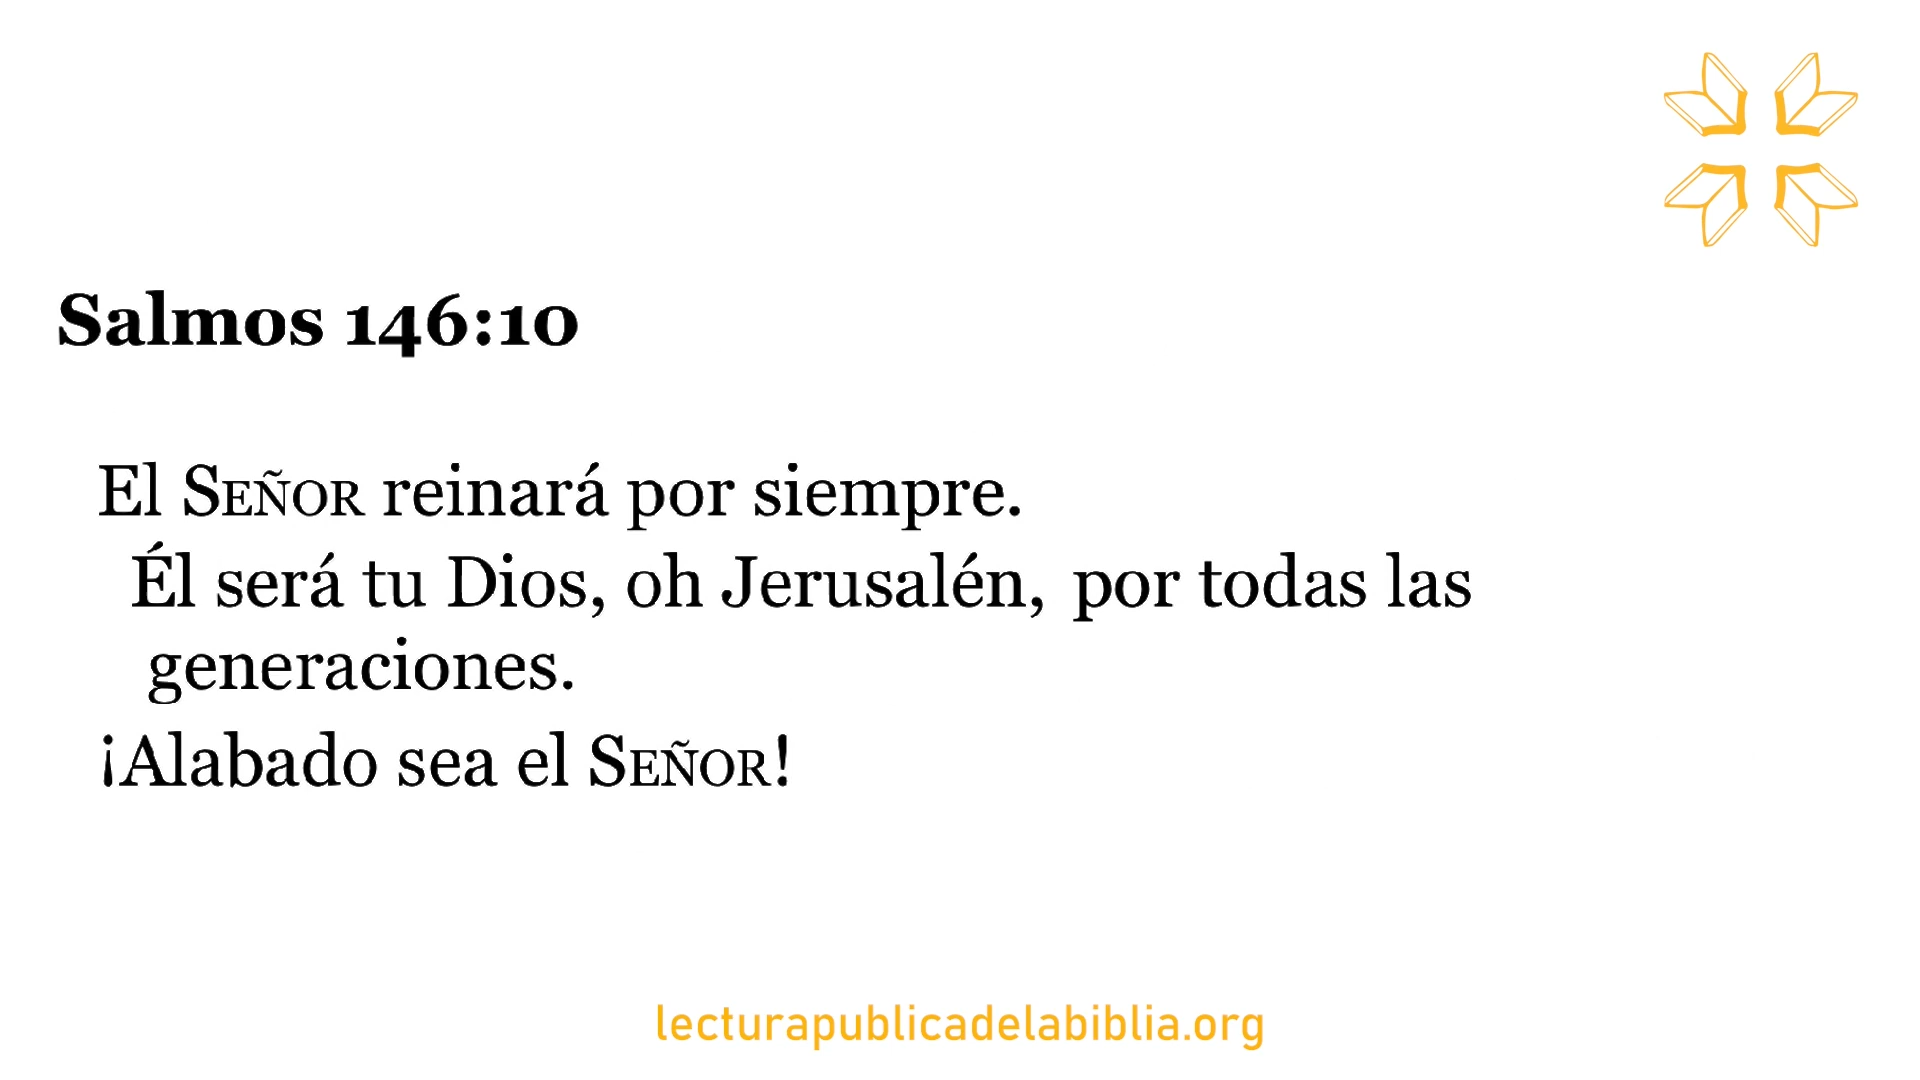 Salmos 146:10
El SEÑOR reinará por siempre.
Él será tu Dios, oh Jerusalén, por todas las
generaciones.
¡Alabado sea el SEÑOR!
lecturapublicadelabiblia.org